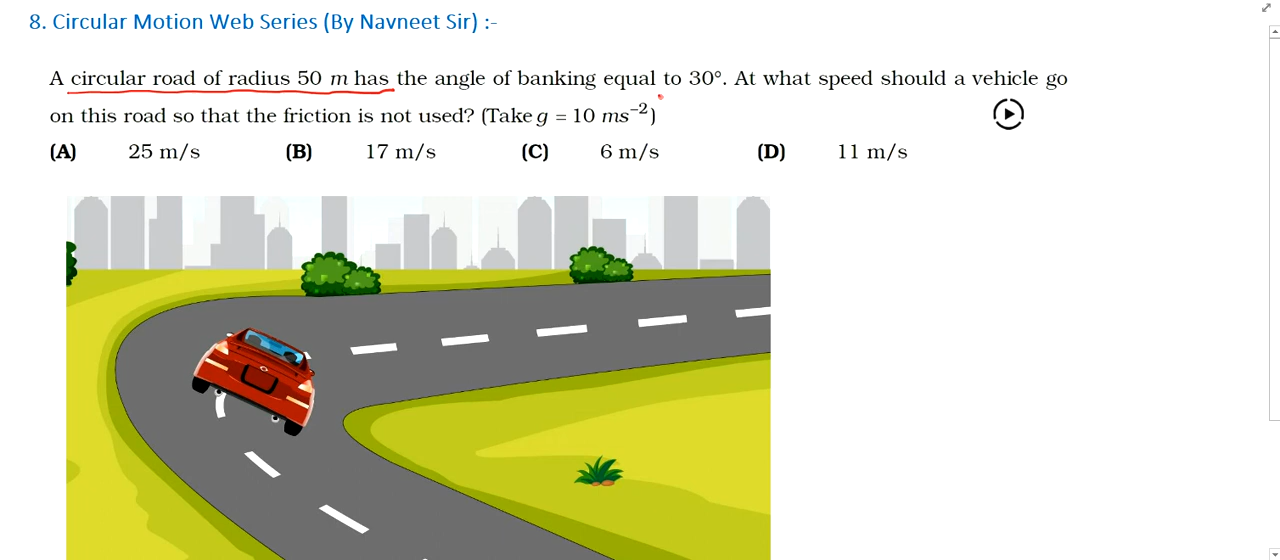 8. Circular Motion Web Series (By Navneet Sir) :-
A circular road of radius 50 m has the angle of banking equal to 30°. At what speed should a vehicle go
on this road so that the friction is not used? (Take g = 10 ms⁻²)
(A) 25 m/s (B) 17 m/s (C) 6 m/s (D) 11 m/s